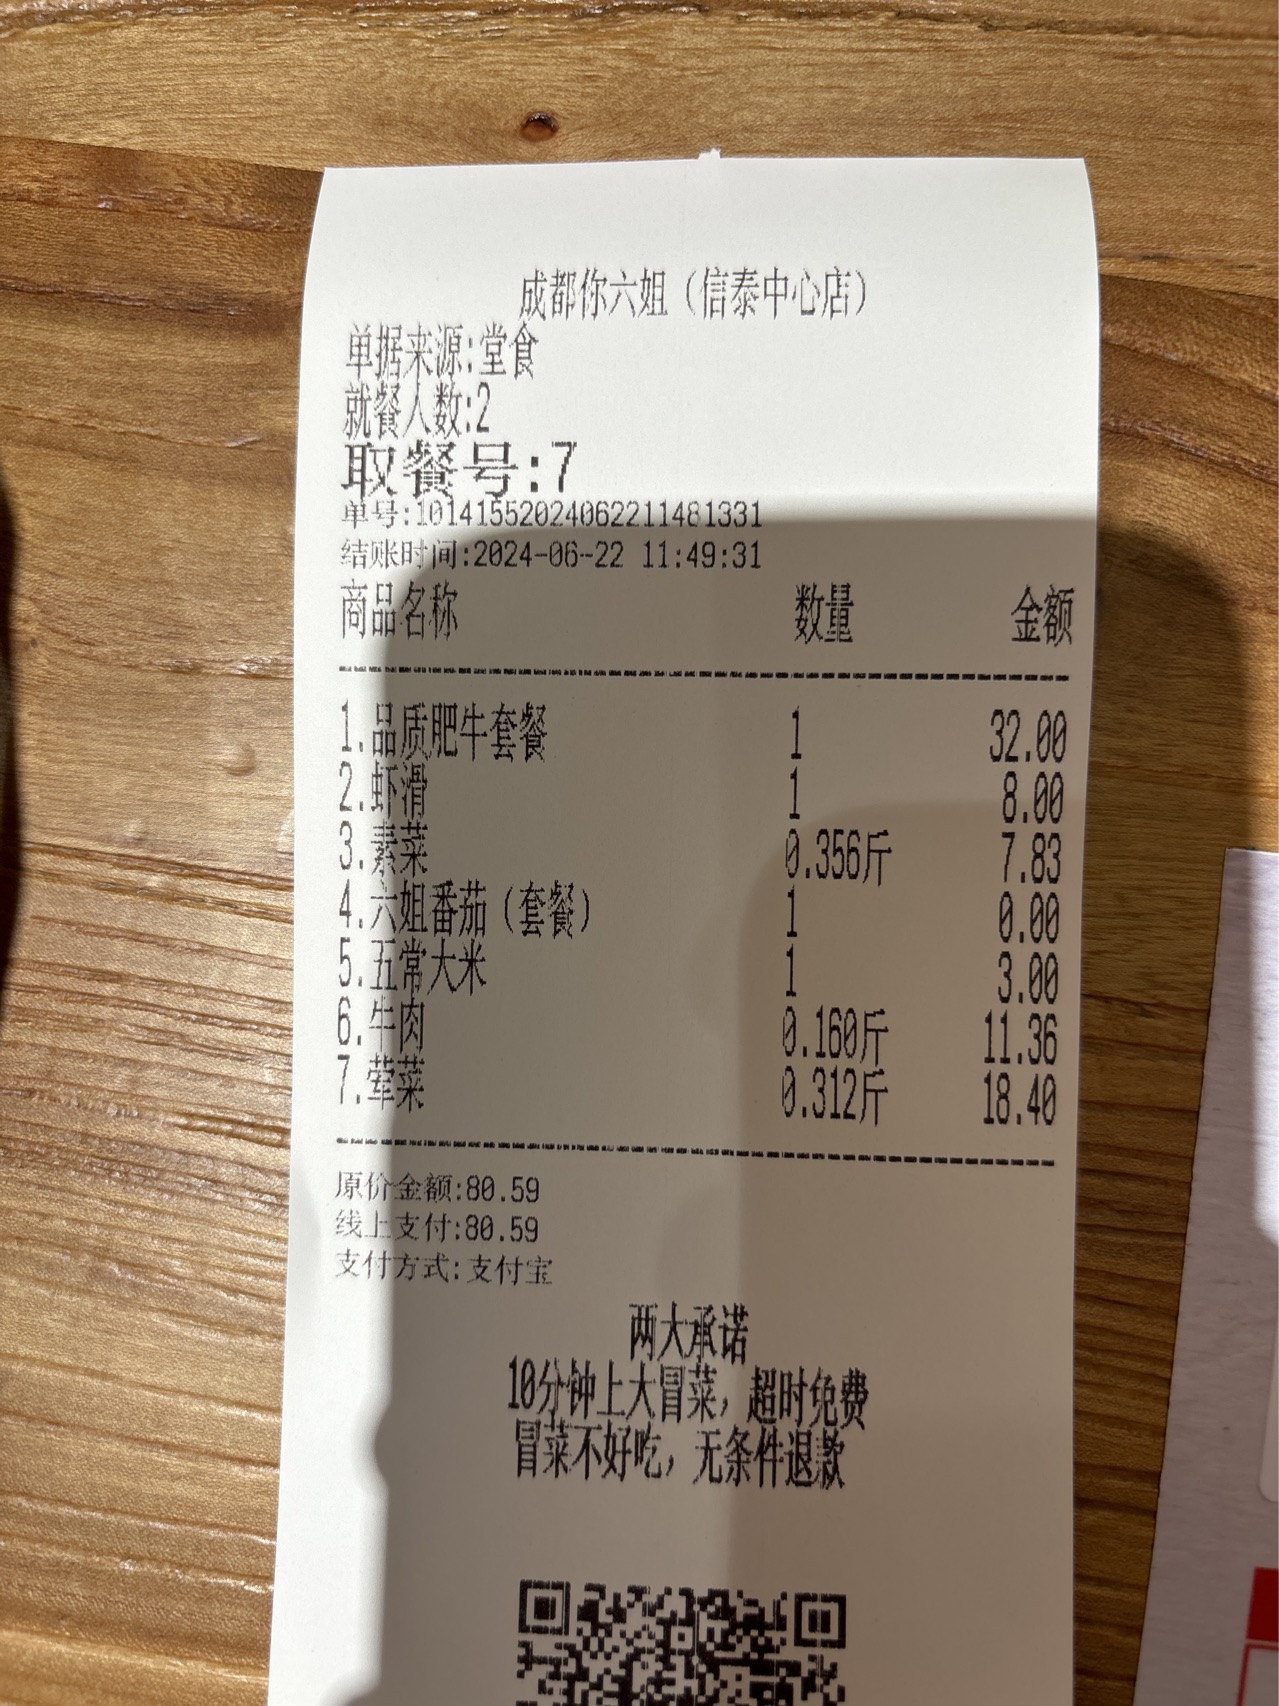 成都你六姐（信泰中心店）
单据来源:堂食
就餐人数:2
取餐号:7
单号:10141552024062211481331
结账时间:2024-06-22 11:49:31
商品名称 数量 金额
1.品质肥牛套餐 1 32.00
2.虾滑 1 8.00
3.素菜 0.356斤 7.83
4.六姐番茄（套餐） 1 0.00
5.五常大米 1 3.00
6.牛肉 0.160斤 11.36
7.荤菜 0.312斤 18.40
原价金额:80.59
线上支付:80.59
支付方式:支付宝
两大承诺
10分钟上大冒菜，超时免费
冒菜不好吃，无条件退款